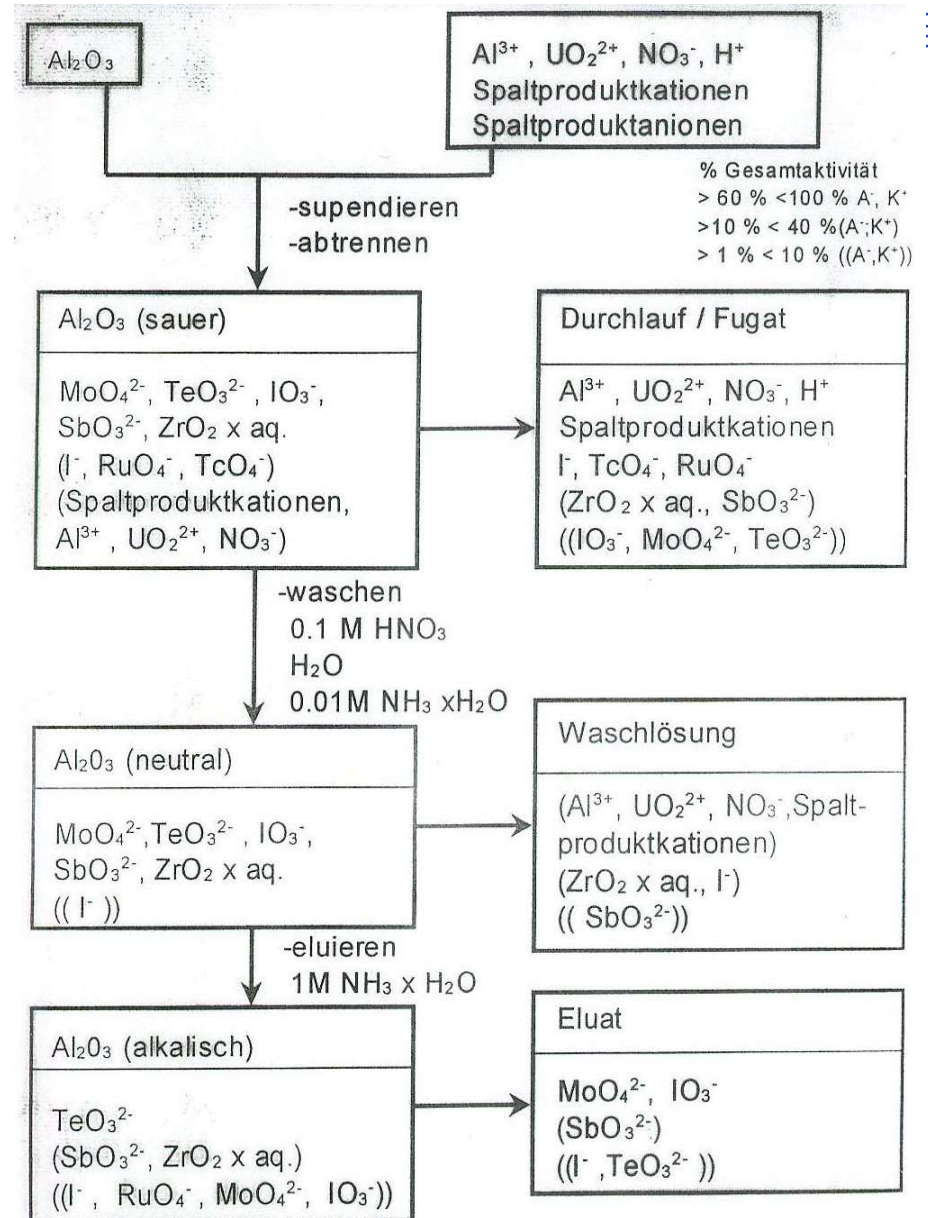 Al₂O₃
Al³⁺ , UO₂²⁺, NO₃⁻, H⁺
Spaltproduktkationen
Spaltproduktanionen
% Gesamtaktivität
> 60 % <100 % A⁻, K⁺
>10 % < 40 %(A⁻;K⁺)
> 1 % < 10 % ((A⁻,K⁺))
-supendieren
-abtrennen
Al₂O₃ (sauer)
MoO₄²⁻, TeO₃²⁻ , IO₃⁻,
SbO₃²⁻, ZrO₂ x aq.
(I⁻, RuO₄⁻, TcO₄⁻)
(Spaltproduktkationen,
Al³⁺ , UO₂²⁺, NO₃⁻)
Durchlauf / Fugat
Al³⁺ , UO₂²⁺, NO₃⁻, H⁺
Spaltproduktkationen
I⁻, TcO₄⁻, RuO₄⁻
(ZrO₂ x aq., SbO₃²⁻)
((IO₃⁻, MoO₄²⁻, TeO₃²⁻))
-waschen
0.1 M HNO₃
H₂O
0.01M NH₃ xH₂O
Al₂0₃ (neutral)
MoO₄²⁻,TeO₃²⁻ , IO₃⁻,
SbO₃²⁻, ZrO₂ x aq.
(( I⁻ ))
Waschlösung
(Al³⁺, UO₂²⁺, NO₃⁻,Spalt-
produktkationen)
(ZrO₂ x aq., I⁻)
(( SbO₃²⁻))
-eluieren
1M NH₃ x H₂O
Al₂0₃ (alkalisch)
TeO₃²⁻
(SbO₃²⁻, ZrO₂ x aq.)
((I⁻ , RuO₄⁻, MoO₄²⁻, IO₃⁻))
Eluat
MoO₄²⁻, IO₃⁻
(SbO₃²⁻)
((I⁻ ,TeO₃²⁻ ))